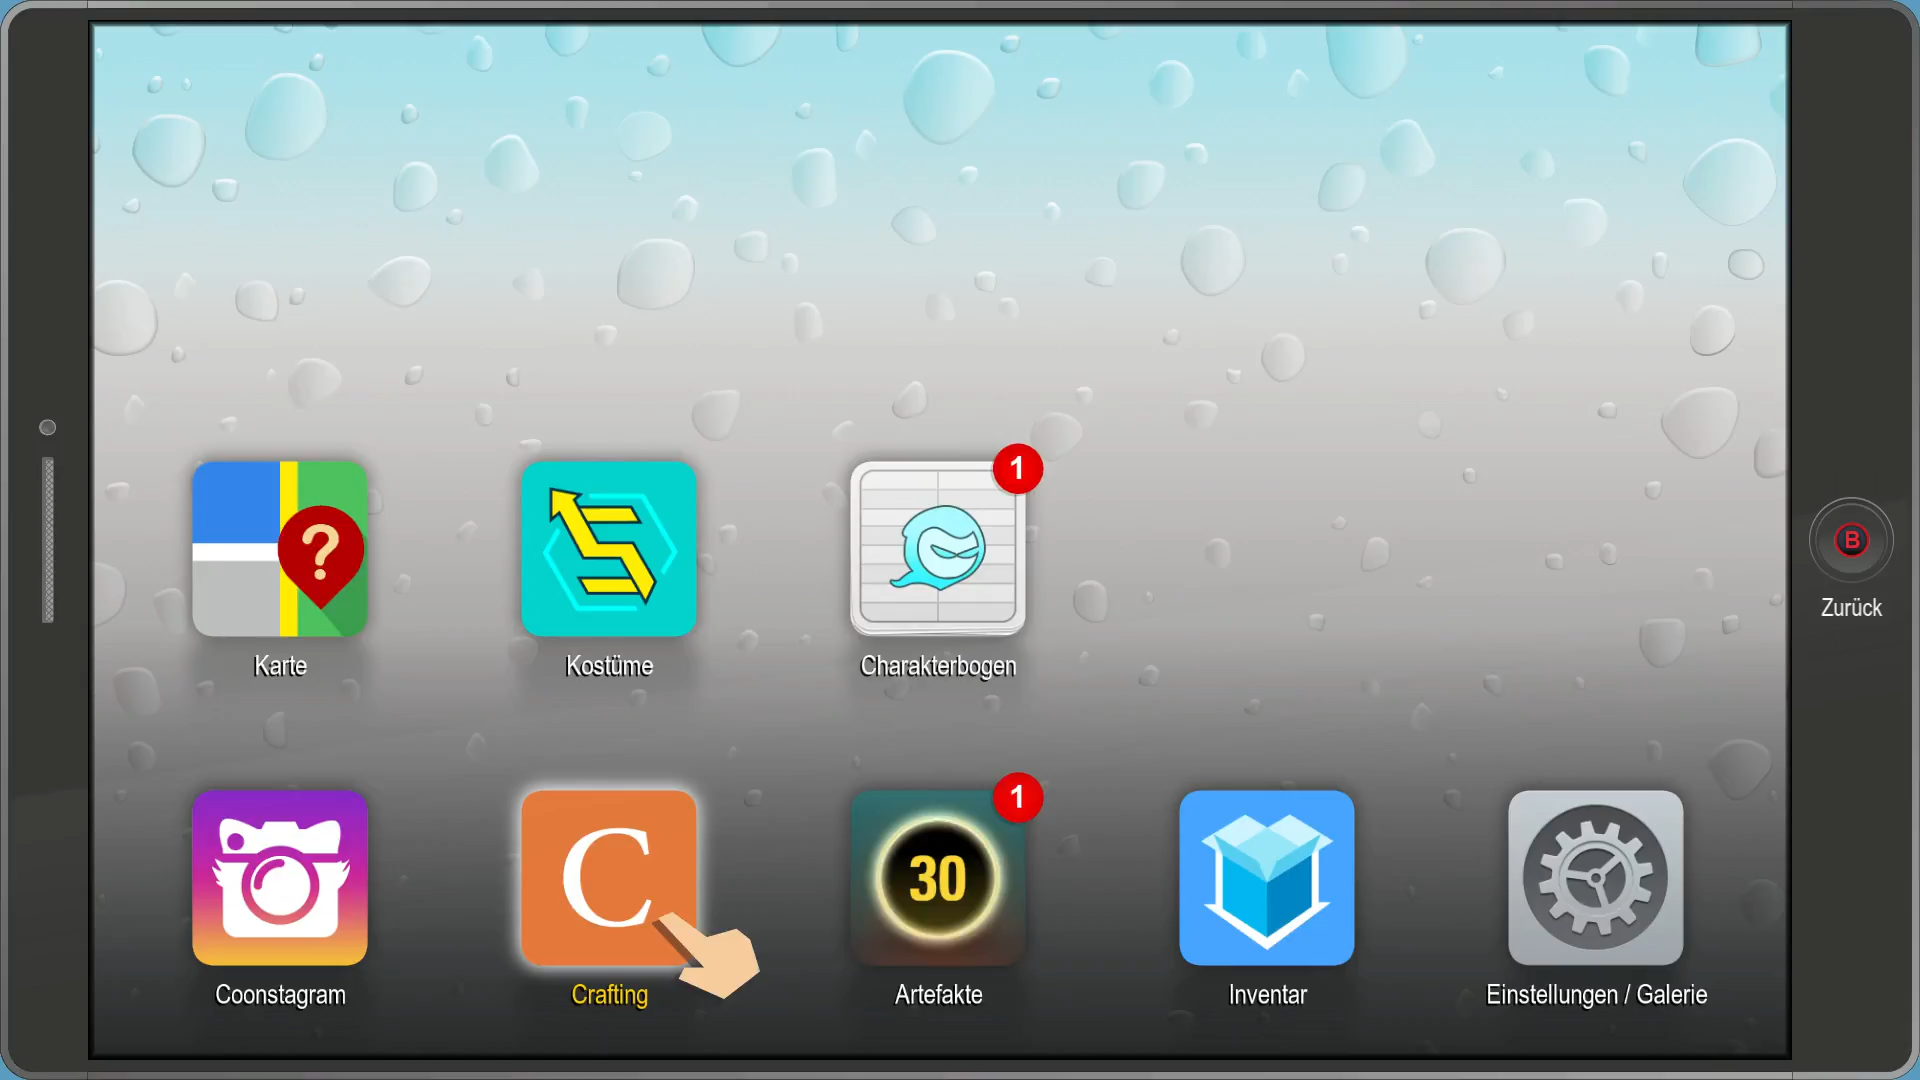 1
?
B
Zurück
Karte
Kostüme
Charakterbogen
1
C
30
Coonstagram
Crafting
Artefakte
Inventar
Einstellungen / Galerie